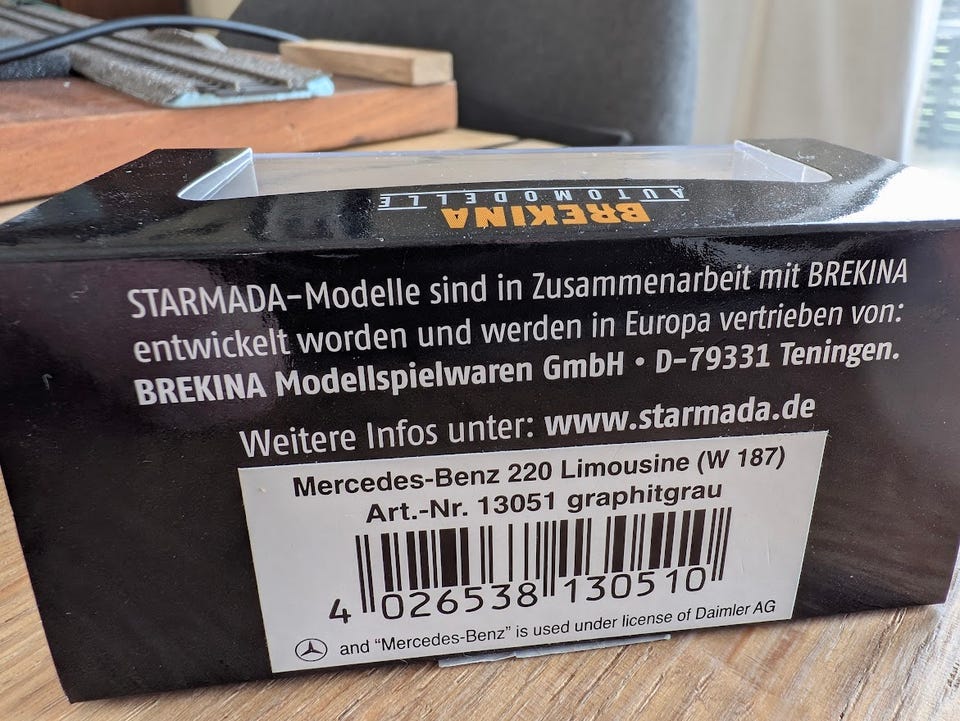 BREKINA
AUTOMODELLE
STARMADA-Modelle sind in Zusammenarbeit mit BREKINA
entwickelt worden und werden in Europa vertrieben von:
BREKINA Modellspielwaren GmbH • D-79331 Teningen.
Weitere Infos unter: www.starmada.de
Mercedes-Benz 220 Limousine (W 187)
Art.-Nr. 13051 graphitgrau
4 026538 130510
and "Mercedes-Benz" is used under license of Daimler AG